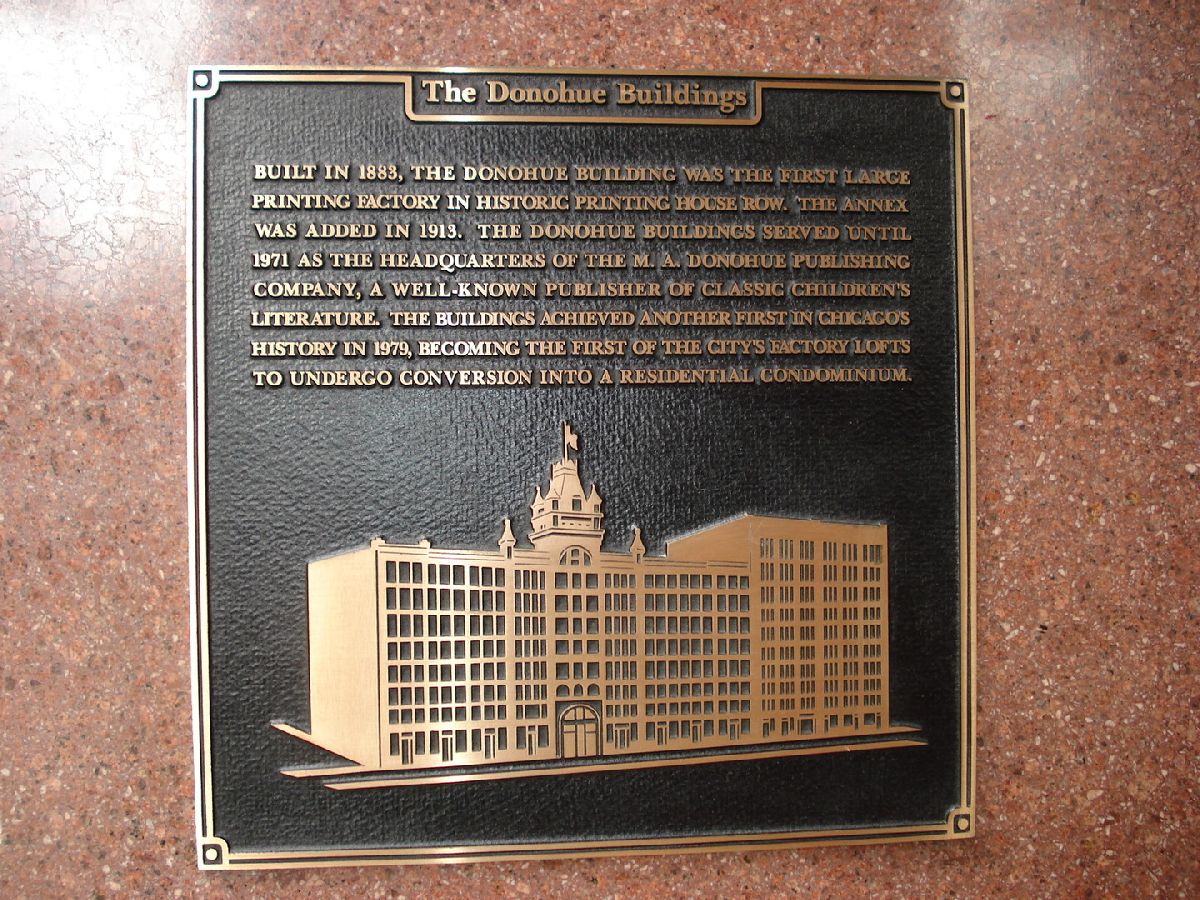 The Donohue Buildings
BUILT IN 1883, THE DONOHUE BUILDING WAS THE FIRST LARGE
PRINTING FACTORY IN HISTORIC PRINTING HOUSE ROW. THE ANNEX
WAS ADDED IN 1913. THE DONOHUE BUILDINGS SERVED UNTIL
1971 AS THE HEADQUARTERS OF THE M. A. DONOHUE PUBLISHING
COMPANY, A WELL-KNOWN PUBLISHER OF CLASSIC CHILDREN'S
LITERATURE. THE BUILDINGS ACHIEVED ANOTHER FIRST IN CHICAGO'S
HISTORY IN 1979, BECOMING THE FIRST OF THE CITY'S FACTORY LOFTS
TO UNDERGO CONVERSION INTO A RESIDENTIAL CONDOMINIUM.